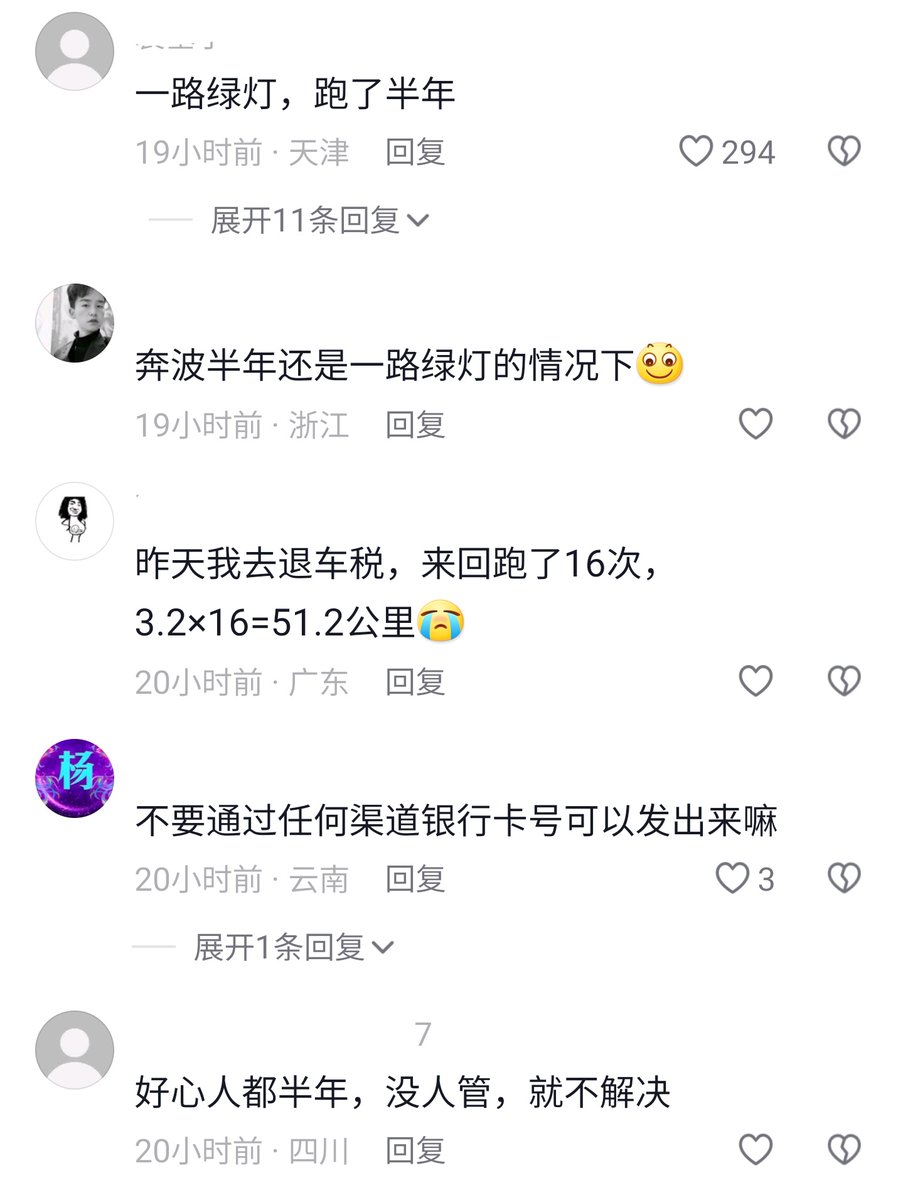 一路绿灯，跑了半年
19小时前 · 天津 回复 294
展开11条回复
奔波半年还是一路绿灯的情况下
19小时前 · 浙江 回复
昨天我去退车税，来回跑了16次，
3.2×16=51.2公里
20小时前 · 广东 回复
杨
不要通过任何渠道银行卡号可以发出来嘛
20小时前 · 云南 回复 3
展开1条回复
7
好心人都半年，没人管，就不解决
20小时前 · 四川 回复